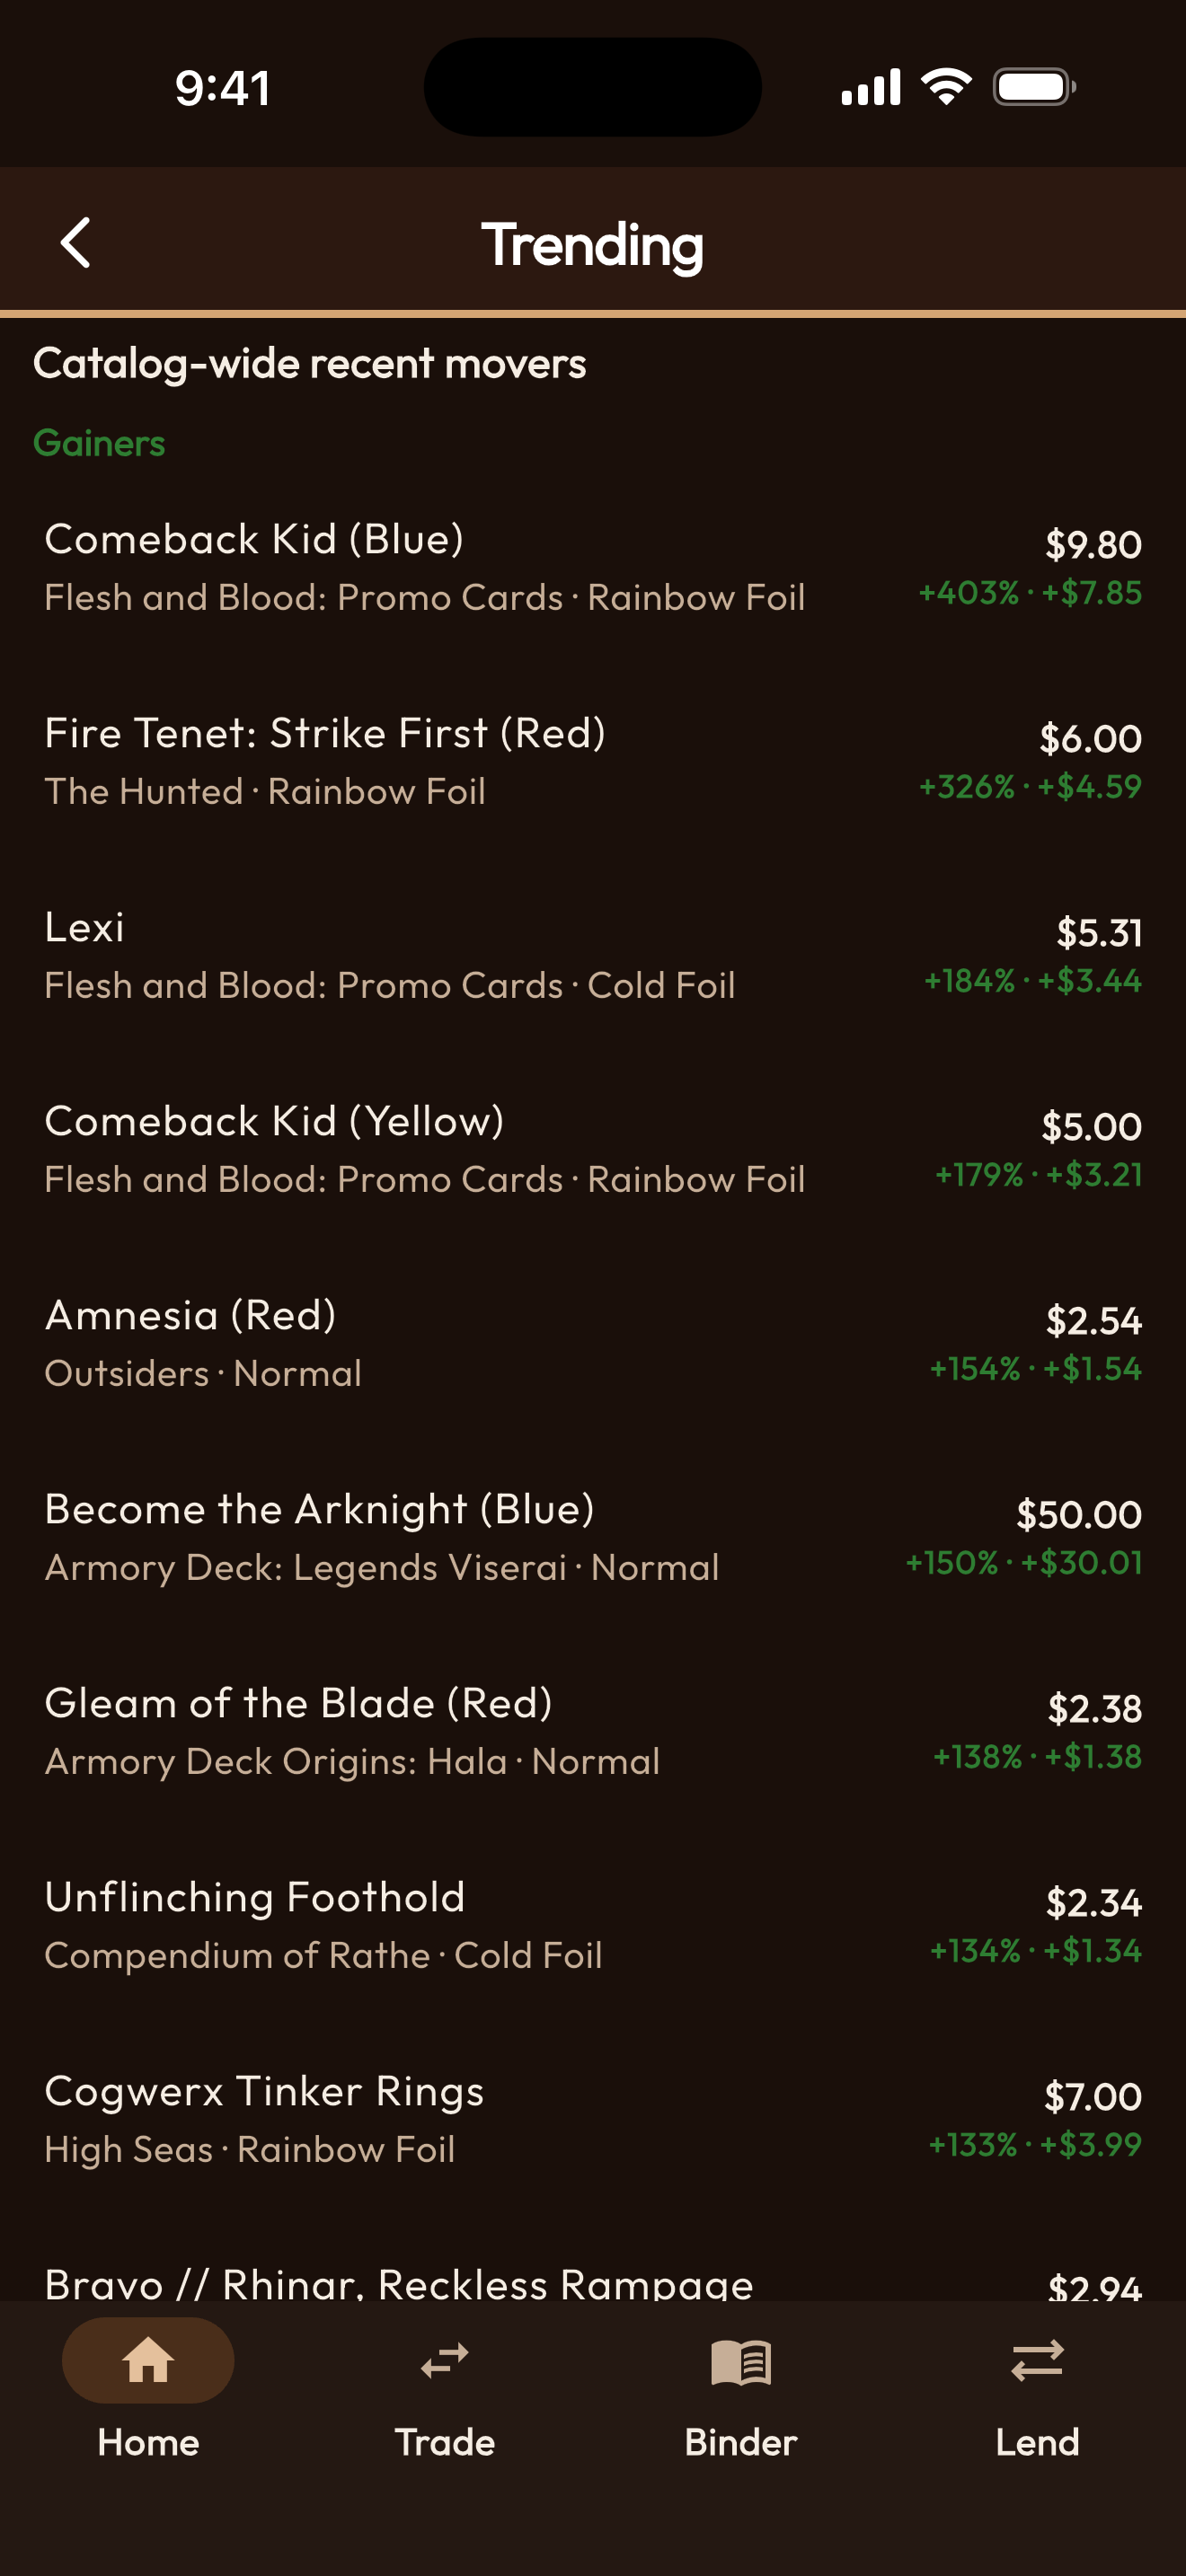 9:41
Trending
Catalog-wide recent movers
Gainers
Comeback Kid (Blue)
$9.80
Flesh and Blood: Promo Cards · Rainbow Foil
+403% · +$7.85
Fire Tenet: Strike First (Red)
$6.00
The Hunted · Rainbow Foil
+326% · +$4.59
Lexi
$5.31
Flesh and Blood: Promo Cards · Cold Foil
+184% · +$3.44
Comeback Kid (Yellow)
$5.00
Flesh and Blood: Promo Cards · Rainbow Foil
+179% · +$3.21
Amnesia (Red)
$2.54
Outsiders · Normal
+154% · +$1.54
Become the Arknight (Blue)
$50.00
Armory Deck: Legends Viserai · Normal
+150% · +$30.01
Gleam of the Blade (Red)
$2.38
Armory Deck Origins: Hala · Normal
+138% · +$1.38
Unflinching Foothold
$2.34
Compendium of Rathe · Cold Foil
+134% · +$1.34
Cogwerx Tinker Rings
$7.00
High Seas · Rainbow Foil
+133% · +$3.99
Bravo // Rhinar, Reckless Rampage
$2.94
Home
Trade
Binder
Lend